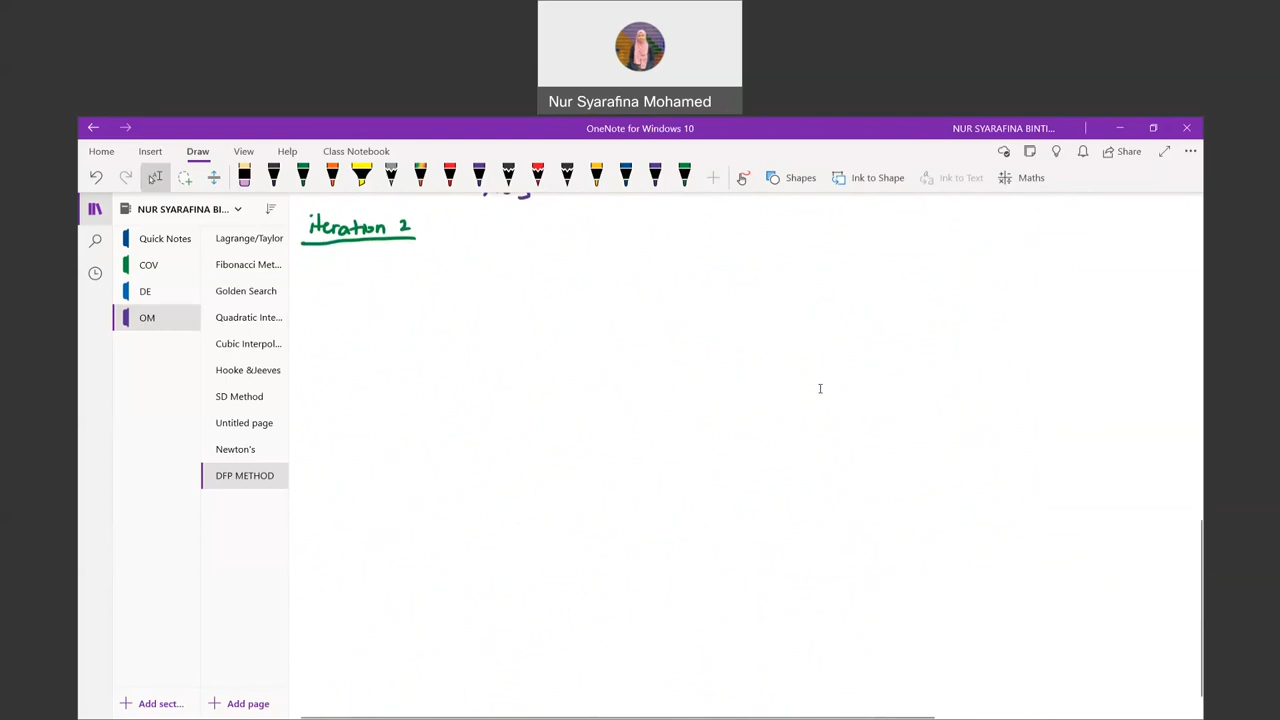 Nur Syarafina Mohamed
OneNote for Windows 10
NUR SYARAFINA BINTI...
Home Insert Draw View Help Class Notebook
Share
Shapes Ink to Shape Ink to Text Maths
NUR SYARAFINA BI...
Quick Notes
COV
DE
OM
Lagrange/Taylor
Fibonacci Met...
Golden Search
Quadratic Inte...
Cubic Interpol...
Hooke &Jeeves
SD Method
Untitled page
Newton's
DFP METHOD
iteration 2
Add sect...
Add page